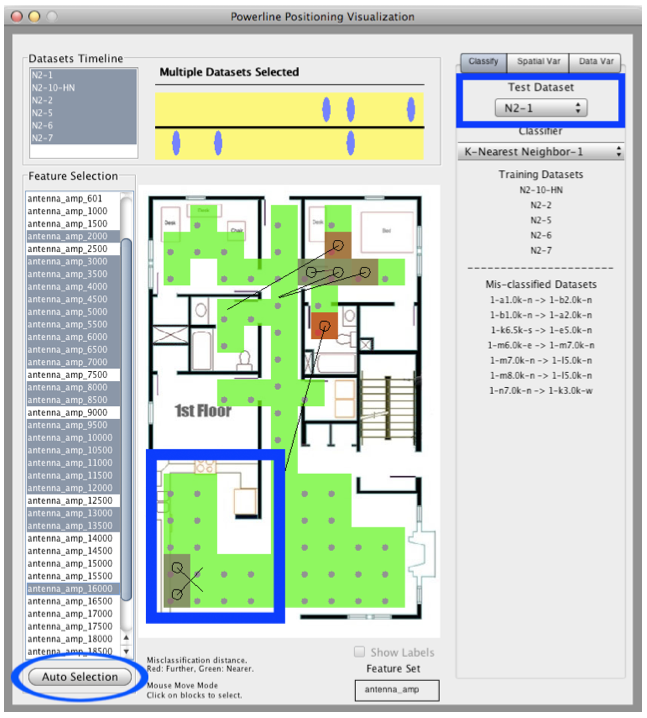 Powerline Positioning Visualization
Datasets Timeline
N2-1
N2-10-HN
N2-2
N2-5
N2-6
N2-7
Multiple Datasets Selected
Feature Selection
antenna_amp_601
antenna_amp_1000
antenna_amp_1500
antenna_amp_2000
antenna_amp_2500
antenna_amp_3000
antenna_amp_3500
antenna_amp_4000
antenna_amp_4500
antenna_amp_5000
antenna_amp_5500
antenna_amp_6000
antenna_amp_6500
antenna_amp_7000
antenna_amp_7500
antenna_amp_8000
antenna_amp_8500
antenna_amp_9000
antenna_amp_9500
antenna_amp_10000
antenna_amp_10500
antenna_amp_11000
antenna_amp_11500
antenna_amp_12000
antenna_amp_12500
antenna_amp_13000
antenna_amp_13500
antenna_amp_14000
antenna_amp_14500
antenna_amp_15000
antenna_amp_15500
antenna_amp_16000
antenna_amp_16500
antenna_amp_17000
antenna_amp_17500
antenna_amp_18000
antenna_amp_18500
Auto Selection
Desk
Desk
Chair
Desk
Bed
1st Floor
Misclassification distance.
Red: Further, Green: Nearer.
Mouse Move Mode
Click on blocks to select.
Show Labels
Feature Set
antenna_amp
Classify
Spatial Var
Data Var
Test Dataset
N2-1
Classifier
K-Nearest Neighbor-1
Training Datasets
N2-10-HN
N2-2
N2-5
N2-6
N2-7
Mis-classified Datasets
1-a1.0k-n -> 1-b2.0k-n
1-b1.0k-n -> 1-a2.0k-n
1-k6.5k-s -> 1-e5.0k-n
1-m6.0k-e -> 1-m7.0k-n
1-m7.0k-n -> 1-l5.0k-n
1-m8.0k-n -> 1-l5.0k-n
1-n7.0k-n -> 1-k3.0k-w